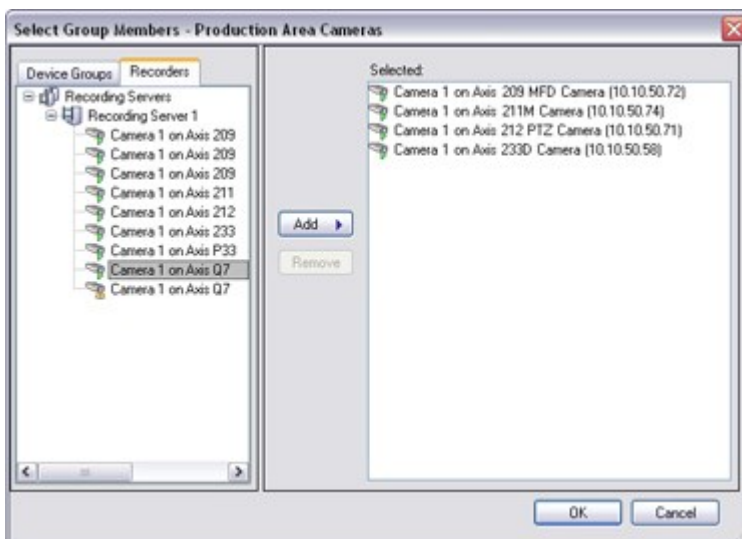 Select Group Members - Production Area Cameras
Device Groups
Recorders
Recording Servers
Recording Server 1
Camera 1 on Axis 209
Camera 1 on Axis 209
Camera 1 on Axis 209
Camera 1 on Axis 211
Camera 1 on Axis 212
Camera 1 on Axis 233
Camera 1 on Axis P33
Camera 1 on Axis Q7
Camera 1 on Axis Q7
Add
Remove
Selected:
Camera 1 on Axis 209 MFD Camera (10.10.50.72)
Camera 1 on Axis 211M Camera (10.10.50.74)
Camera 1 on Axis 212 PTZ Camera (10.10.50.71)
Camera 1 on Axis 233D Camera (10.10.50.58)
OK
Cancel